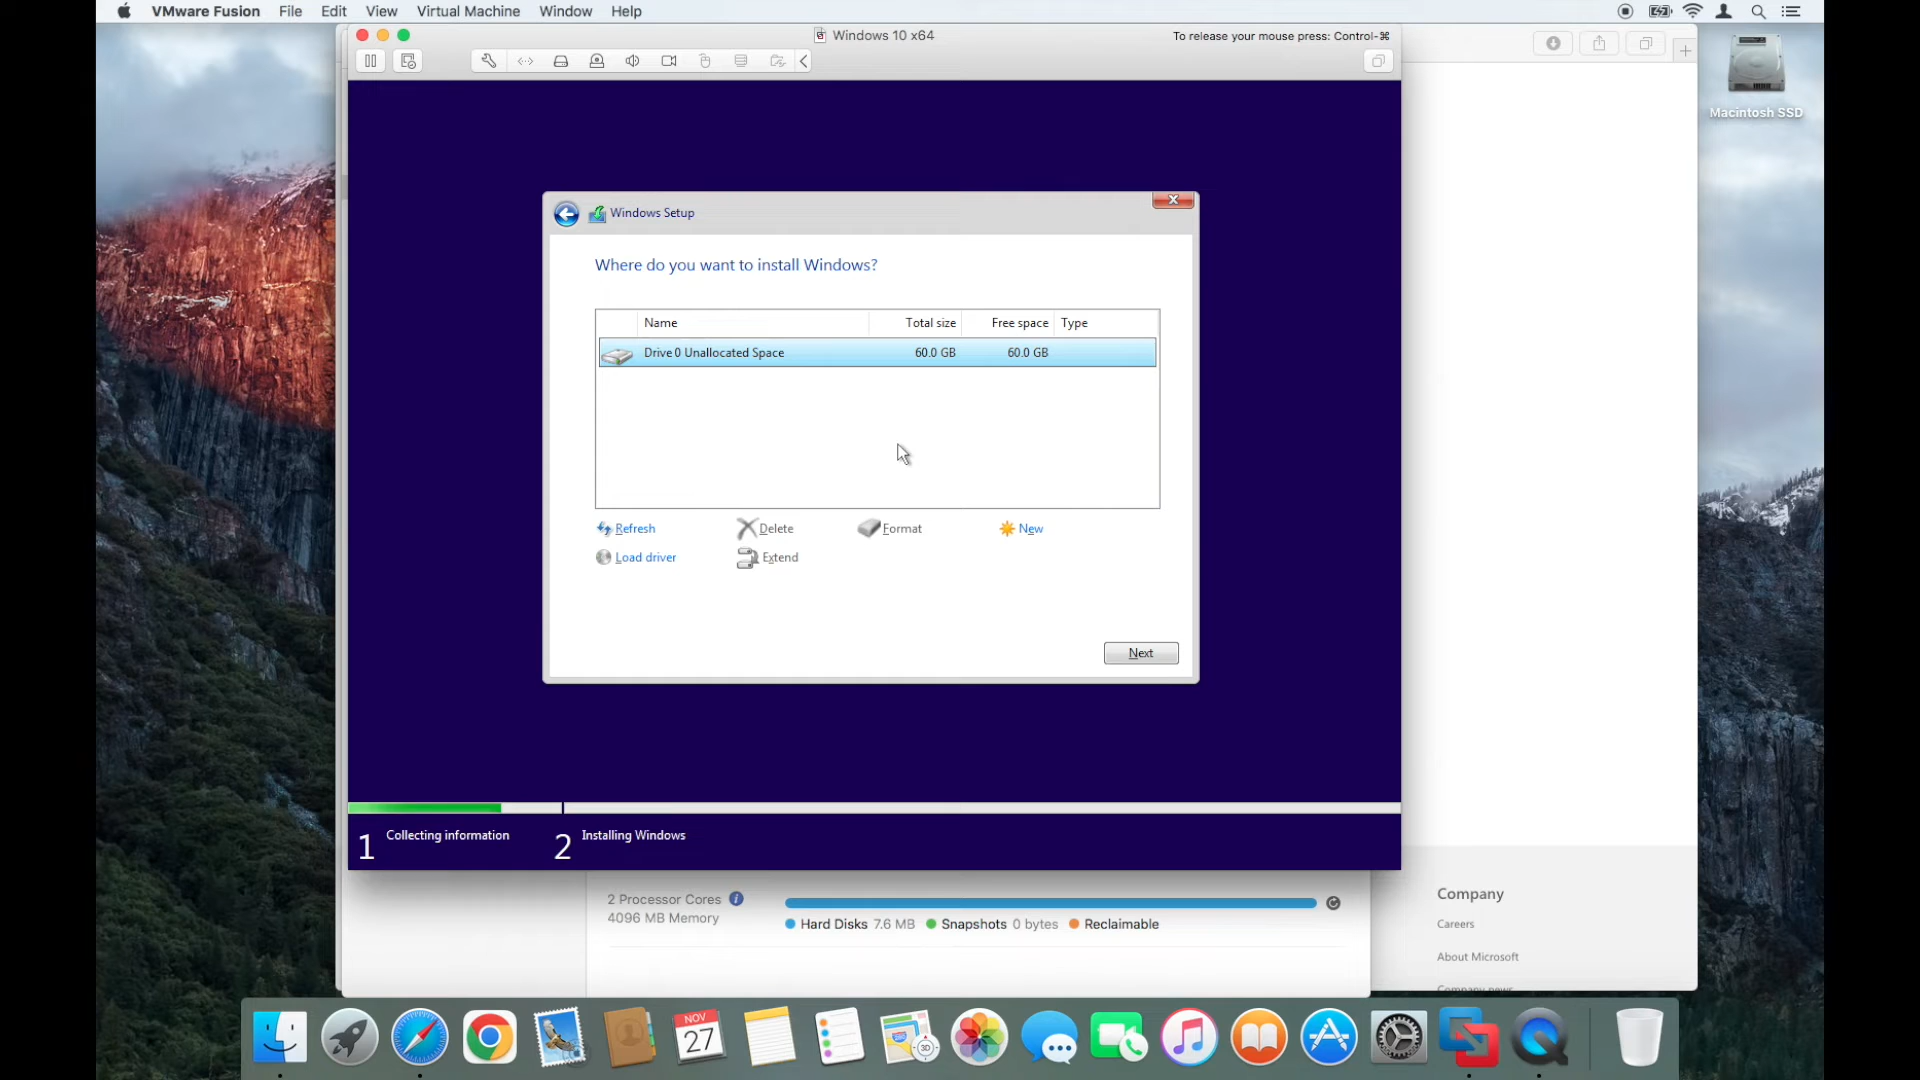 VMware Fusion File Edit View Virtual Machine Window Help
Windows 10 x64
To release your mouse press: Control-⌘
Macintosh SSD
Windows Setup
Where do you want to install Windows?
Name Total size Free space Type
Drive 0 Unallocated Space 60.0 GB 60.0 GB
Refresh Delete Format New
Load driver Extend
Next
1 Collecting information 2 Installing Windows
2 Processor Cores
4096 MB Memory
Hard Disks 7.6 MB Snapshots 0 bytes Reclaimable
Company
Careers
About Microsoft
Company news
NOV
27
3D